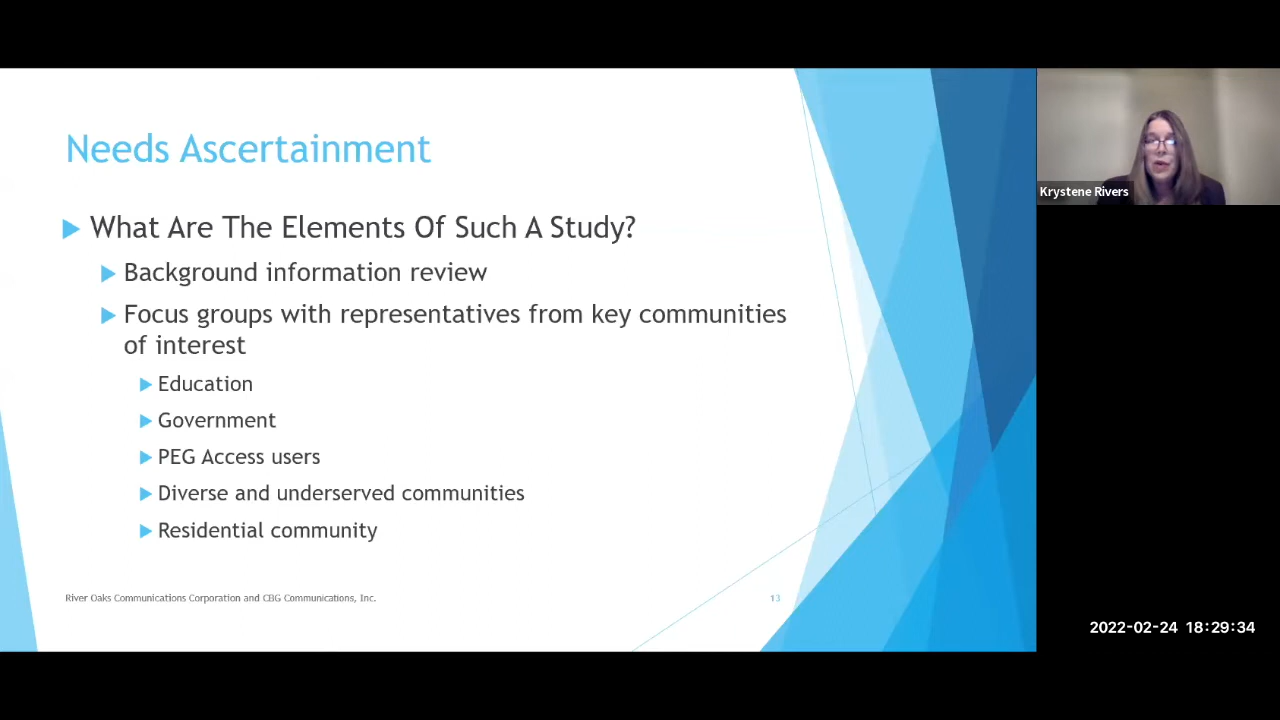 Needs Ascertainment
What Are The Elements Of Such A Study?
Background information review
Focus groups with representatives from key communities
of interest
Education
Government
PEG Access users
Diverse and underserved communities
Residential community
River Oaks Communications Corporation and CBG Communications, Inc.
13
Krystene Rivers
2022-02-24 18:29:34